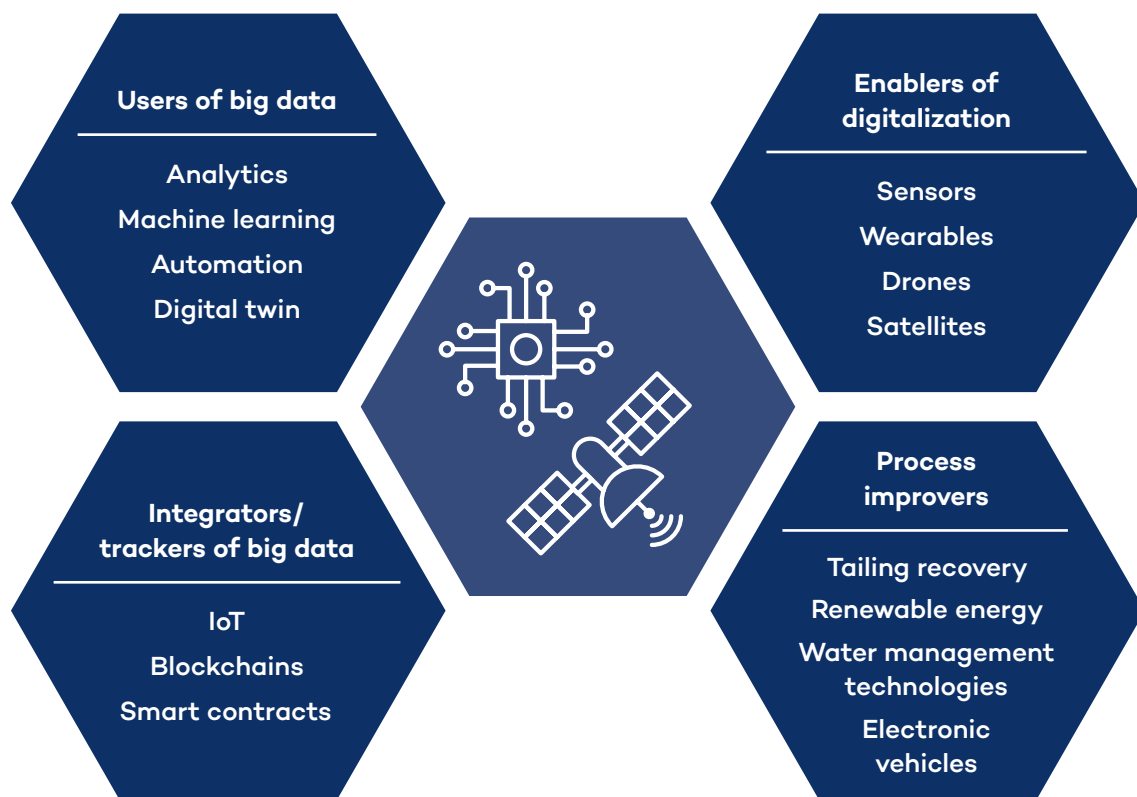 Users of big data
Analytics
Machine learning
Automation
Digital twin
Enablers of
digitalization
Sensors
Wearables
Drones
Satellites
Integrators/
trackers of big data
IoT
Blockchains
Smart contracts
Process
improvers
Tailing recovery
Renewable energy
Water management
technologies
Electronic
vehicles